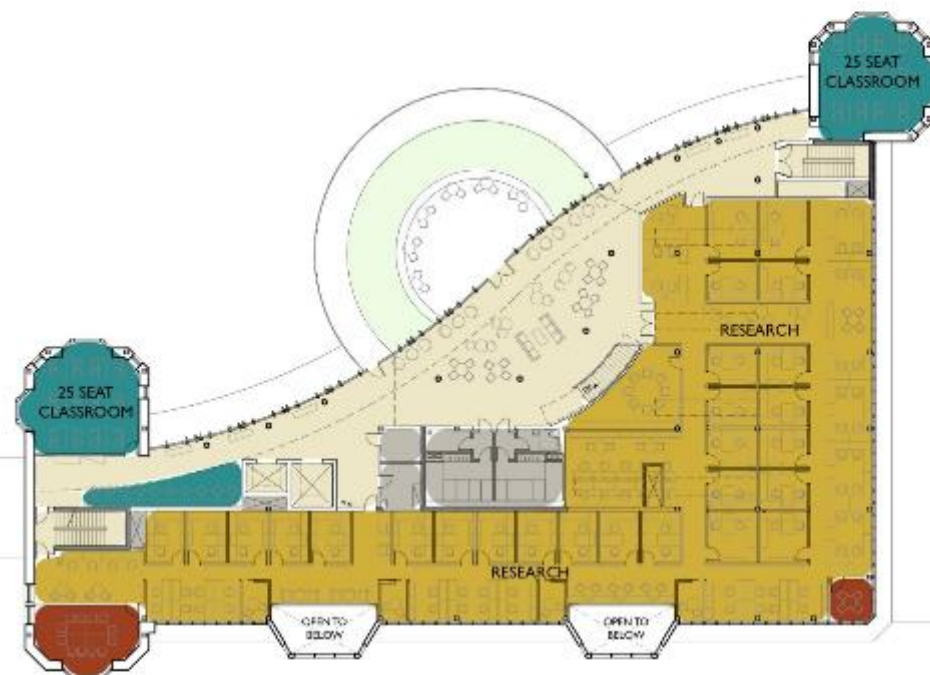 25 SEAT
CLASSROOM
RESEARCH
25 SEAT
CLASSROOM
RESEARCH
OPEN TO
BELOW
OPEN TO
BELOW